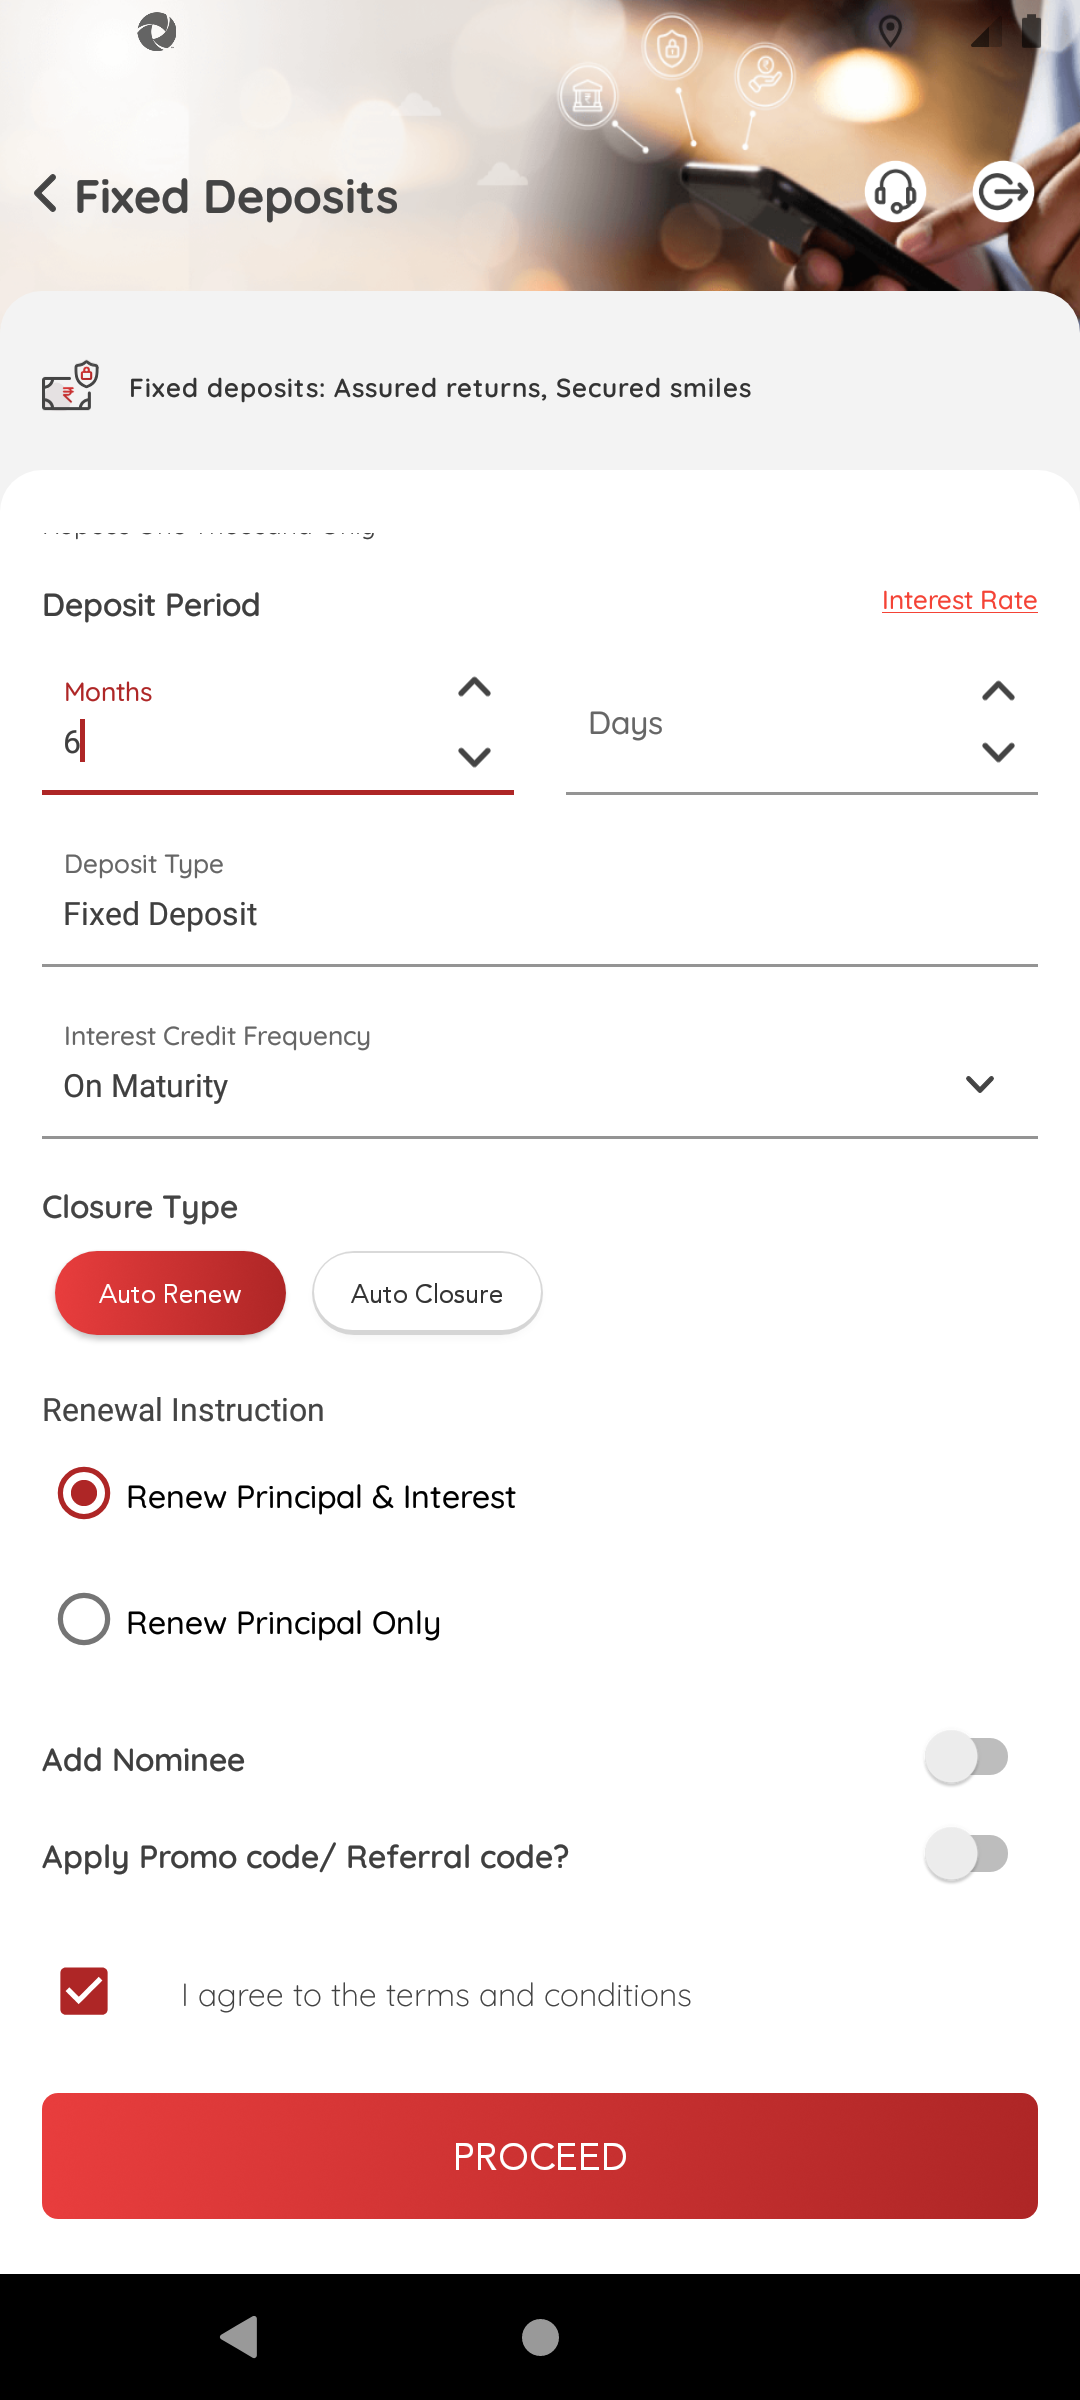 Fixed Deposits
Fixed deposits: Assured returns, Secured smiles
Deposit Period
Interest Rate
Months
6
Days
Deposit Type
Fixed Deposit
Interest Credit Frequency
On Maturity
Closure Type
Auto Renew
Auto Closure
Renewal Instruction
Renew Principal & Interest
Renew Principal Only
Add Nominee
Apply Promo code/ Referral code?
I agree to the terms and conditions
PROCEED